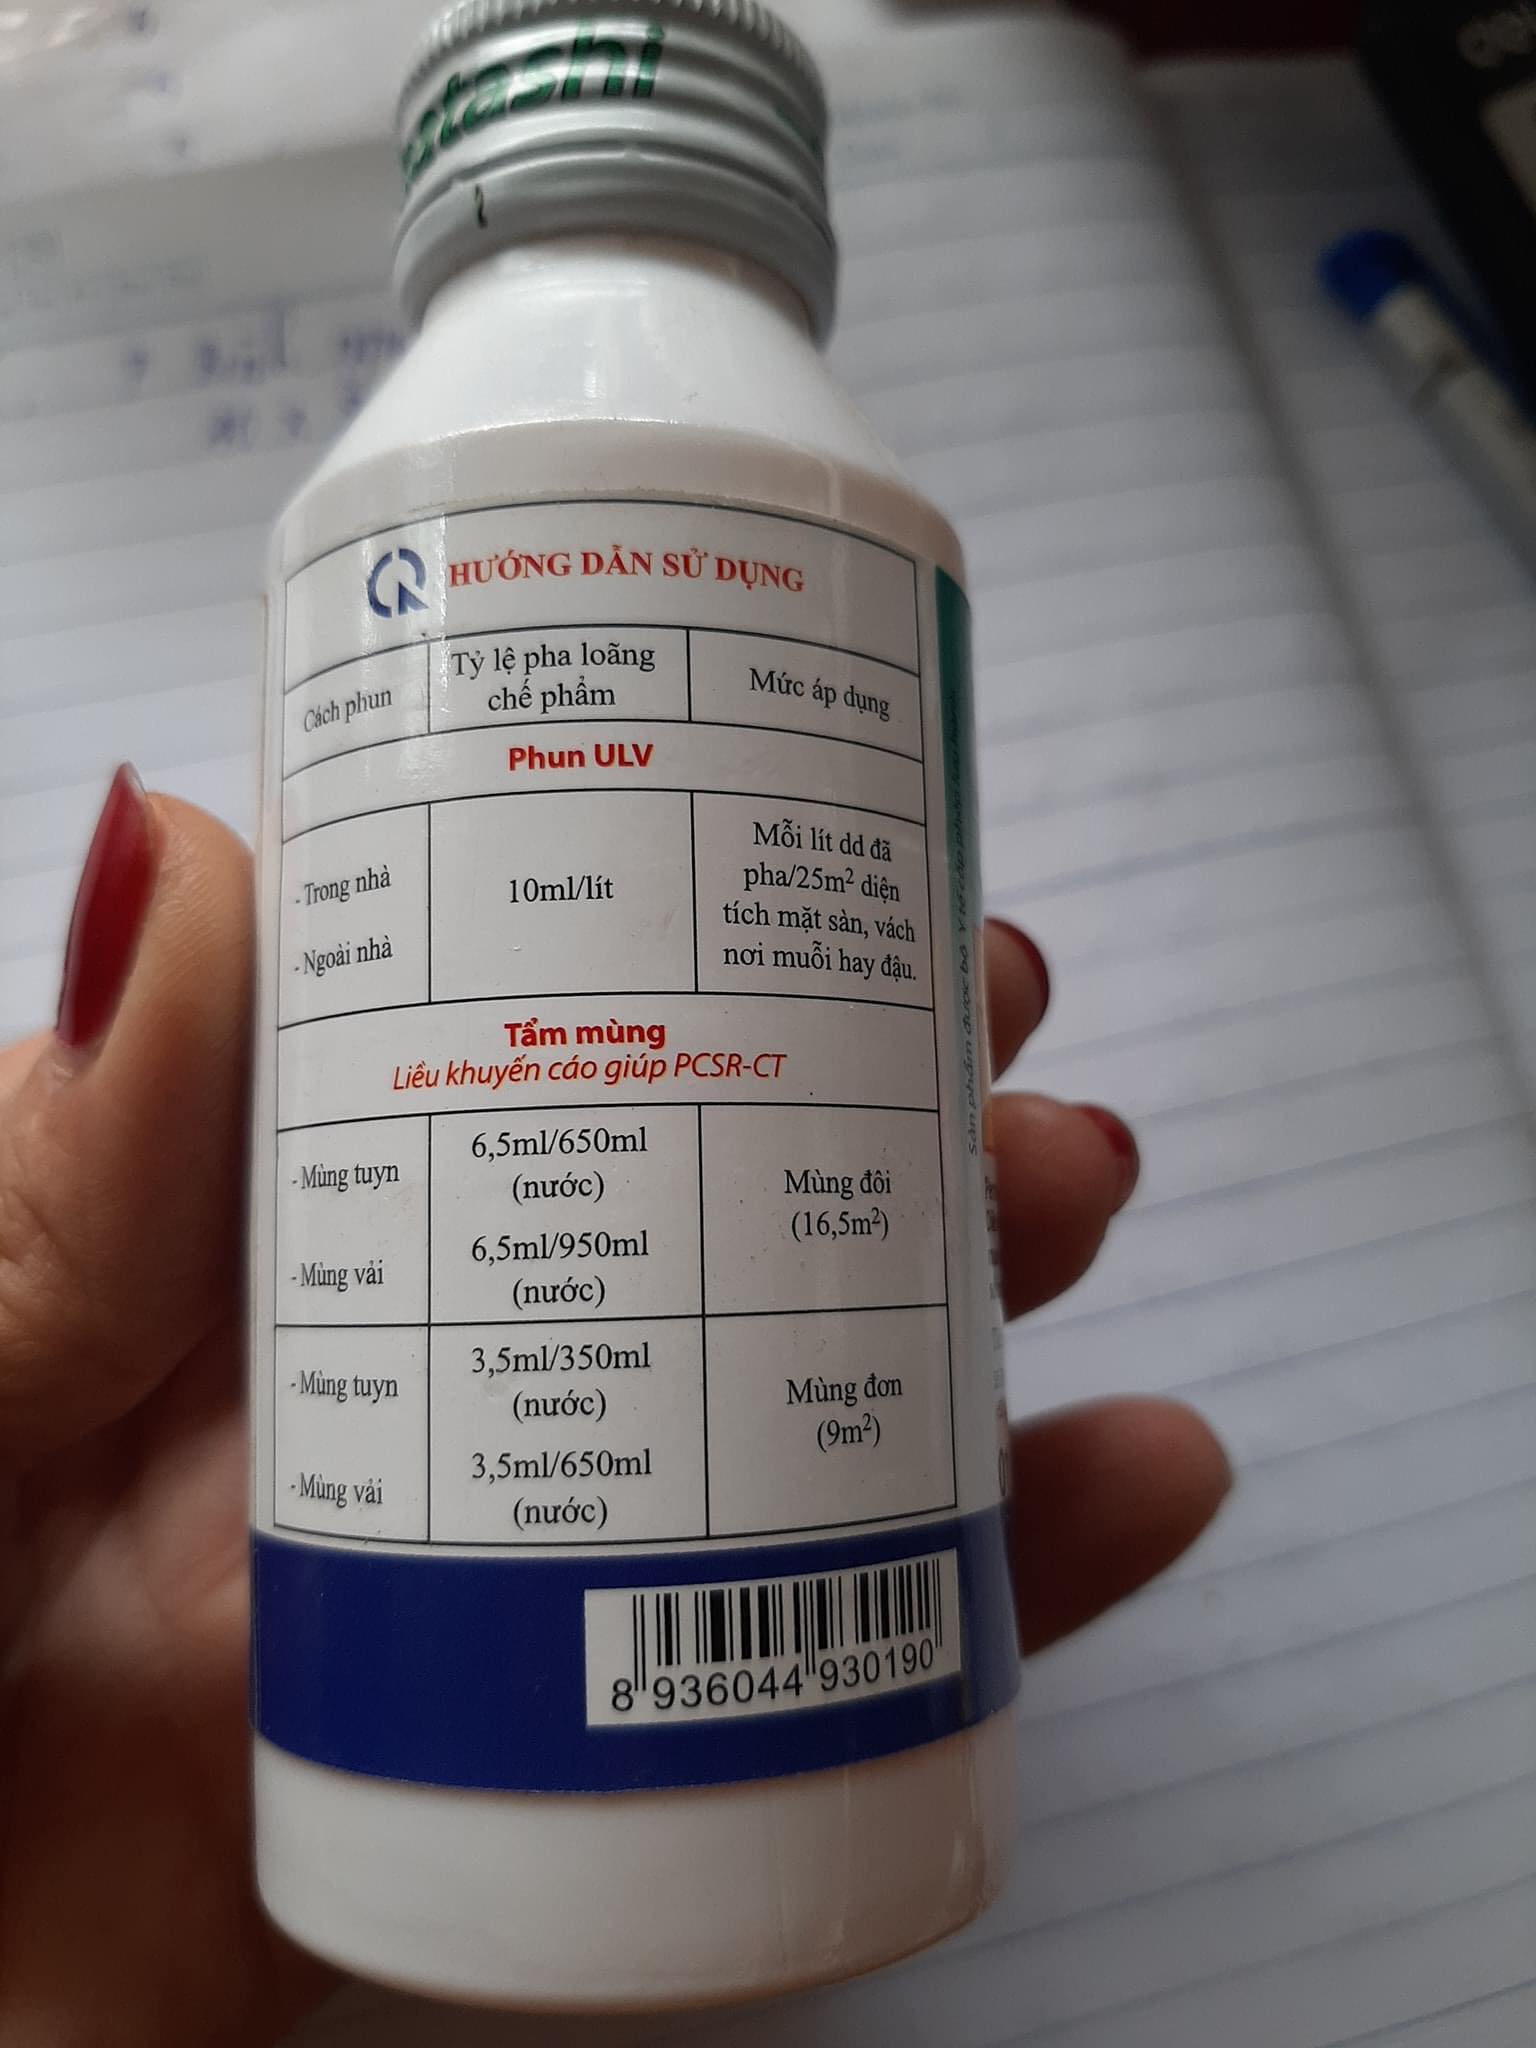 HƯỚNG DẪN SỬ DỤNG
Cách phun
Tỷ lệ pha loãng
chế phẩm
Mức áp dụng
Phun ULV
- Trong nhà
- Ngoài nhà
10ml/lít
Mỗi lít dd đã
pha/25m² diện
tích mặt sàn, vách
nơi muỗi hay đậu.
Tẩm mùng
Liều khuyến cáo giúp PCSR-CT
- Mùng tuyn
6,5ml/650ml
(nước)
- Mùng vải
6,5ml/950ml
(nước)
Mùng đôi
(16,5m²)
- Mùng tuyn
3,5ml/350ml
(nước)
- Mùng vải
3,5ml/650ml
(nước)
Mùng đơn
(9m²)
8 936044 930190